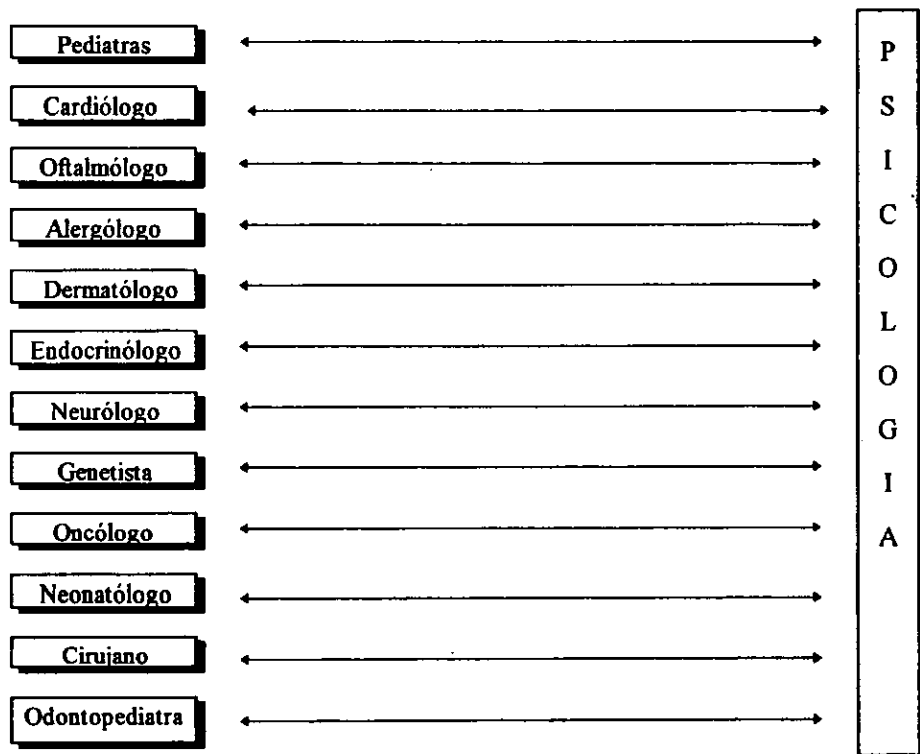 Pediatras
Cardiólogo
Oftalmólogo
Alergólogo
Dermatólogo
Endocrinólogo
Neurólogo
Genetista
Oncólogo
Neonatólogo
Cirujano
Odontopediatra
P
S
I
C
O
L
O
G
I
A